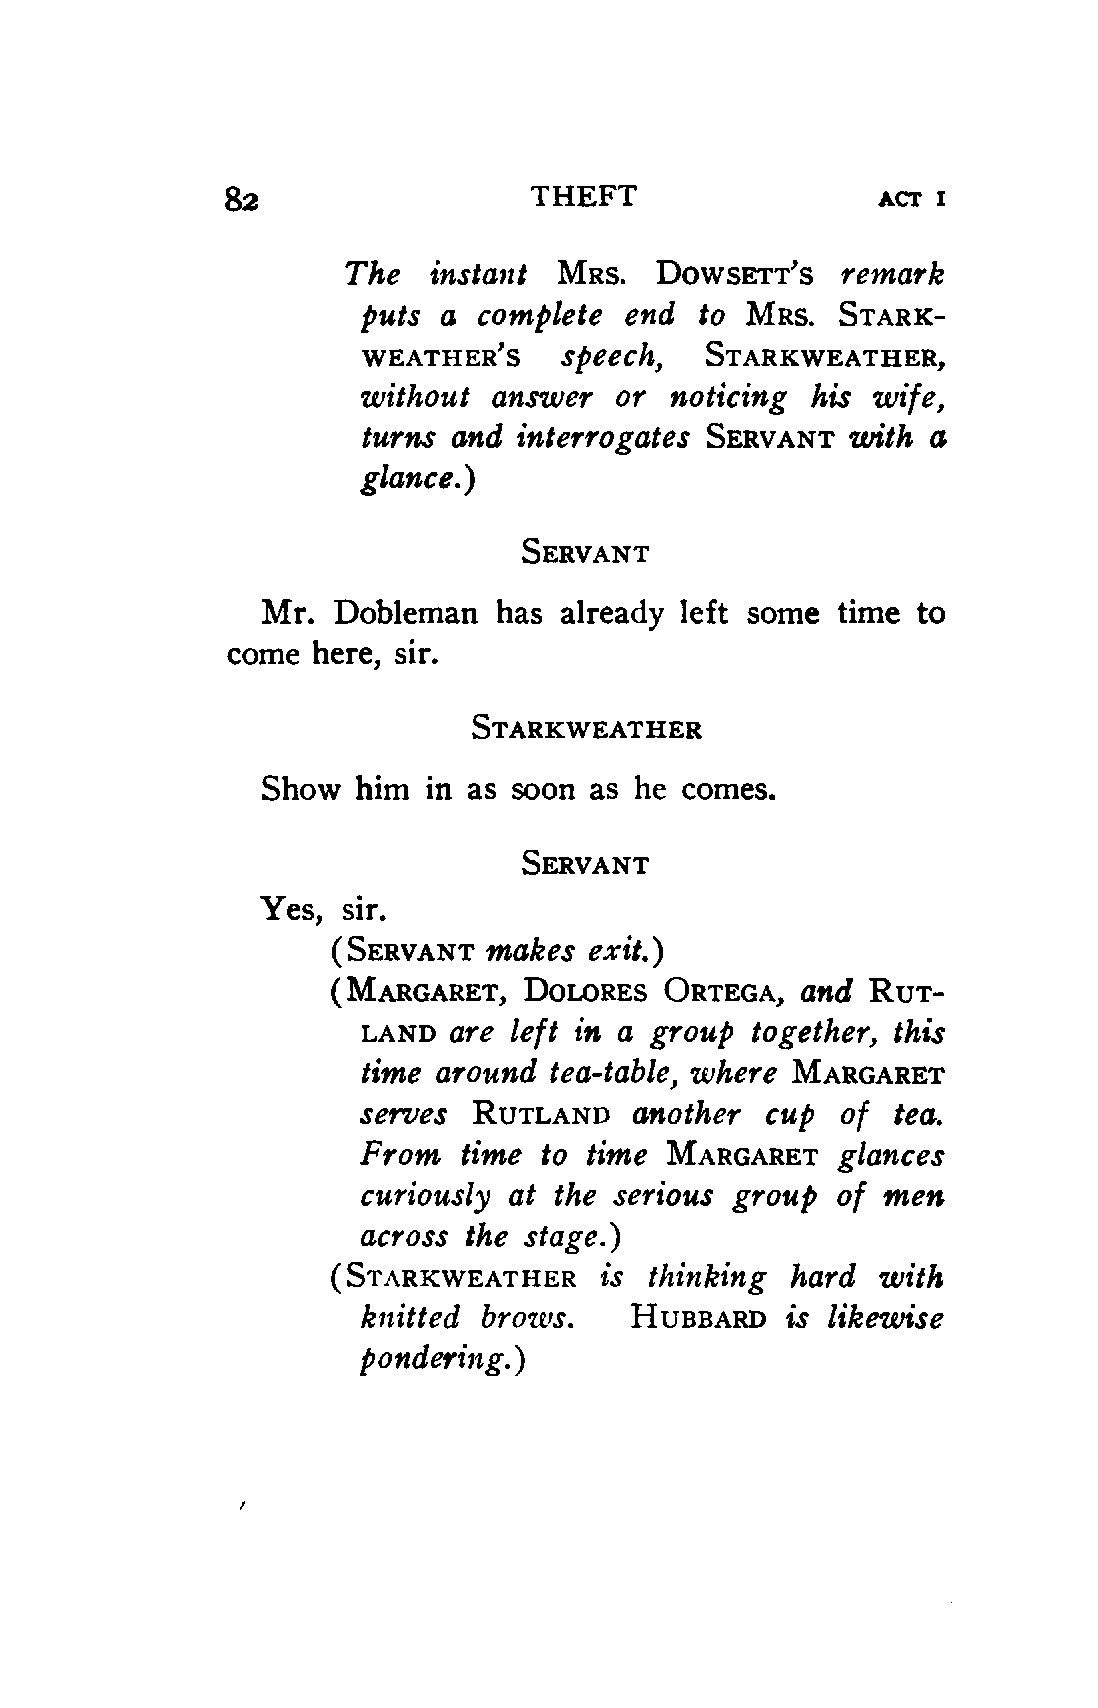 82 THEFT ACT I
The instant MRS. DOWSETT'S remark
puts a complete end to MRS. STARK-
WEATHER'S speech, STARKWEATHER,
without answer or noticing his wife,
turns and interrogates SERVANT with a
glance.)
SERVANT
Mr. Dobleman has already left some time to
come here, sir.
STARKWEATHER
Show him in as soon as he comes.
SERVANT
Yes, sir.
(SERVANT makes exit.)
(MARGARET, DOLORES ORTEGA, and RUT-
LAND are left in a group together, this
time around tea-table, where MARGARET
serves RUTLAND another cup of tea.
From time to time MARGARET glances
curiously at the serious group of men
across the stage.)
(STARKWEATHER is thinking hard with
knitted brows. HUBBARD is likewise
pondering.)